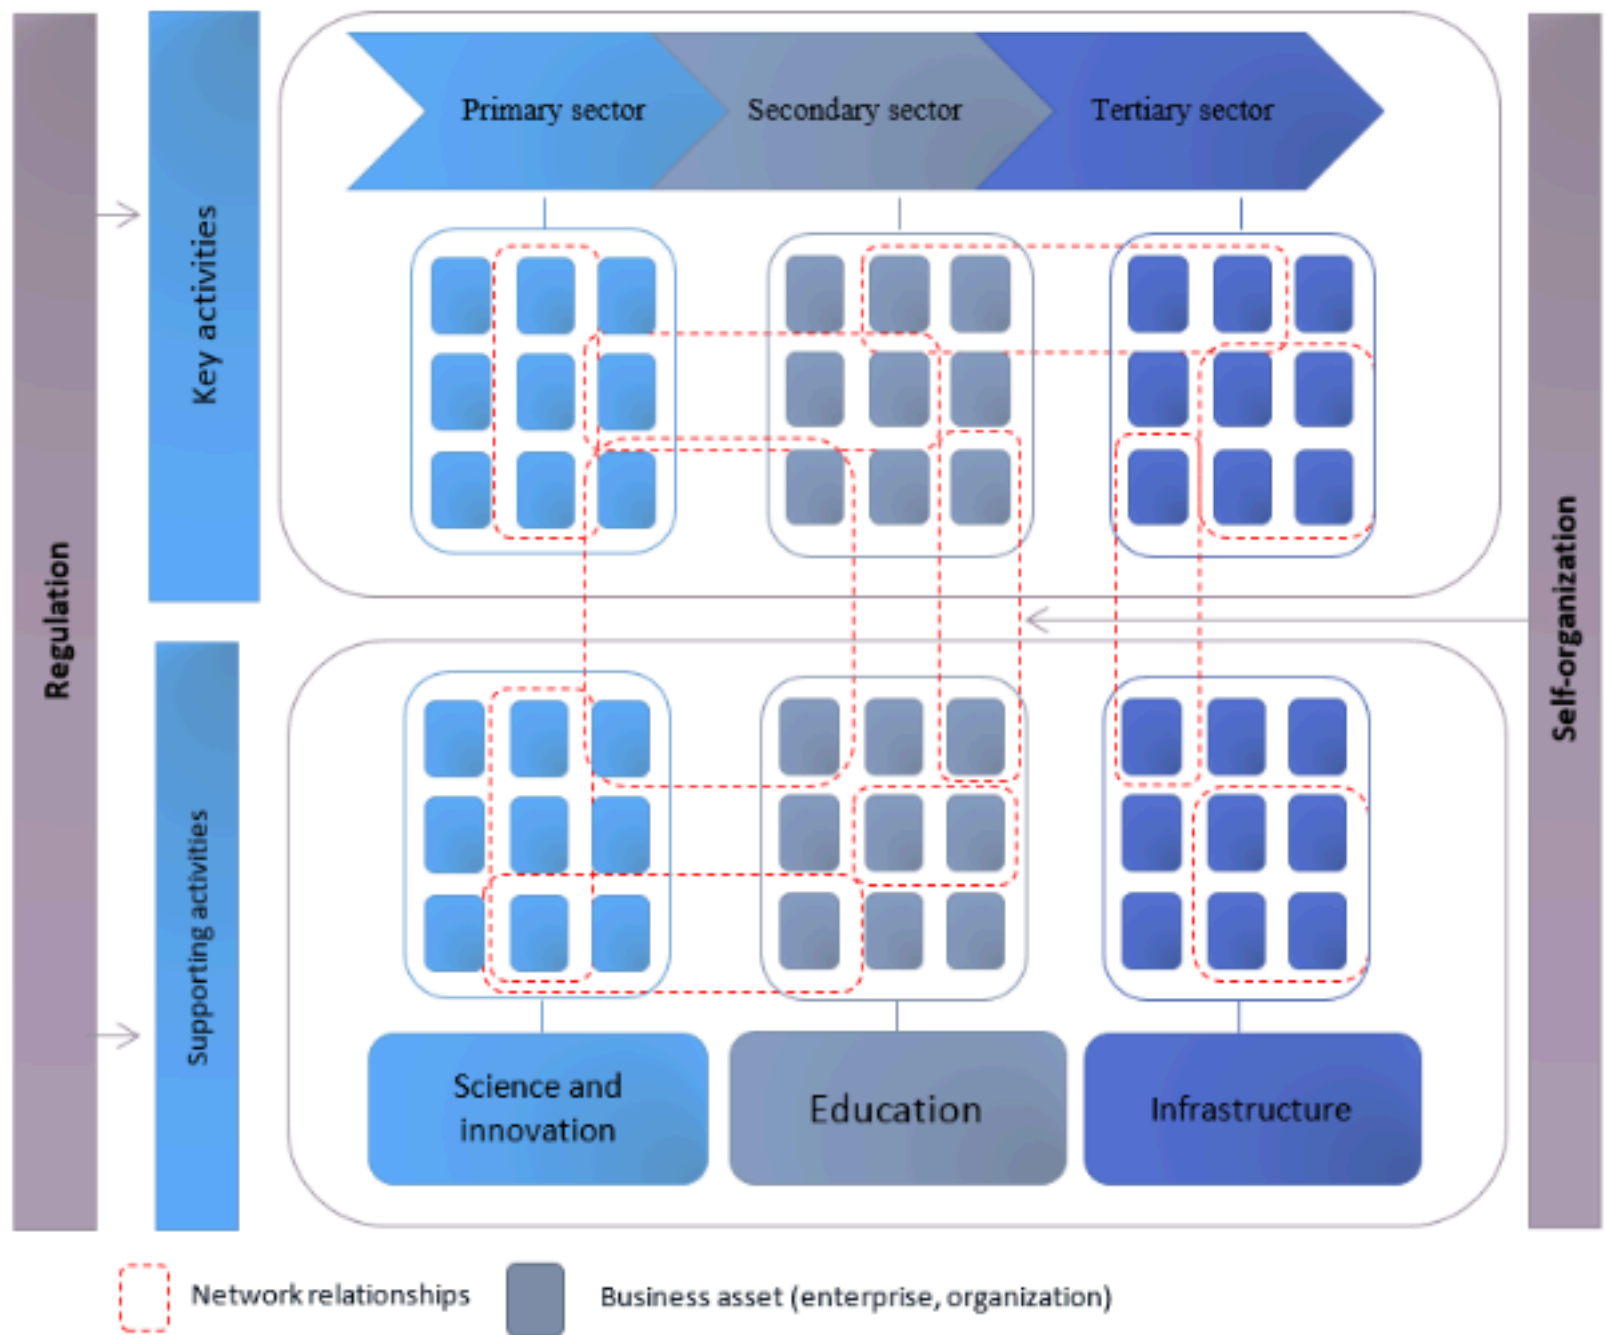 Primary sector
Secondary sector
Tertiary sector
Key activities
Regulation
Self-organization
Supporting activities
Science and
innovation
Education
Infrastructure
Network relationships
Business asset (enterprise, organization)